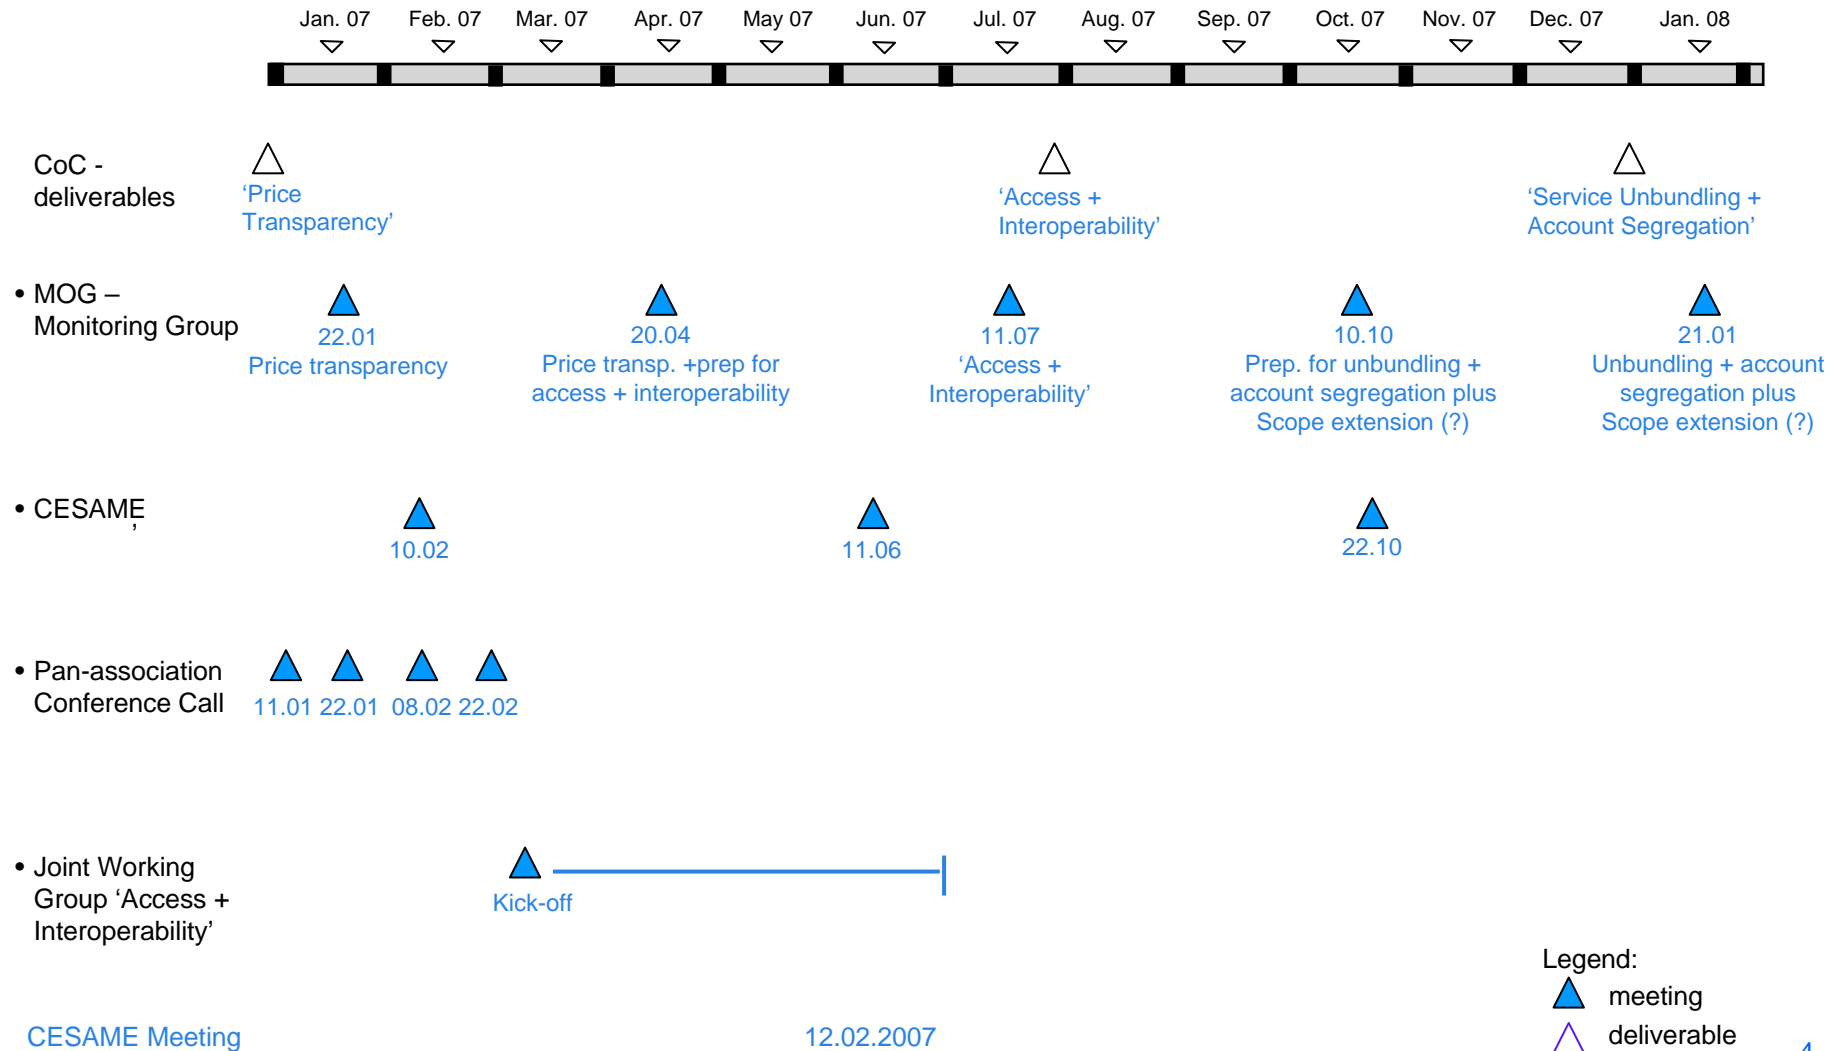 Jan. 07 Feb. 07 Mar. 07 Apr. 07 May 07 Jun. 07 Jul. 07 Aug. 07 Sep. 07 Oct. 07 Nov. 07 Dec. 07 Jan. 08
CoC -
deliverables
‘Price
Transparency’
‘Access +
Interoperability’
‘Service Unbundling +
Account Segregation’
• MOG –
Monitoring Group
22.01
Price transparency
20.04
Price transp. +prep for
access + interoperability
11.07
‘Access +
Interoperability’
10.10
Prep. for unbundling +
account segregation plus
Scope extension (?)
21.01
Unbundling + account
segregation plus
Scope extension (?)
• CESAME
,
10.02
11.06
22.10
• Pan-association
Conference Call
11.01 22.01 08.02 22.02
• Joint Working
Group ‘Access +
Interoperability’
Kick-off
Legend:
meeting
deliverable
CESAME Meeting
12.02.2007
4